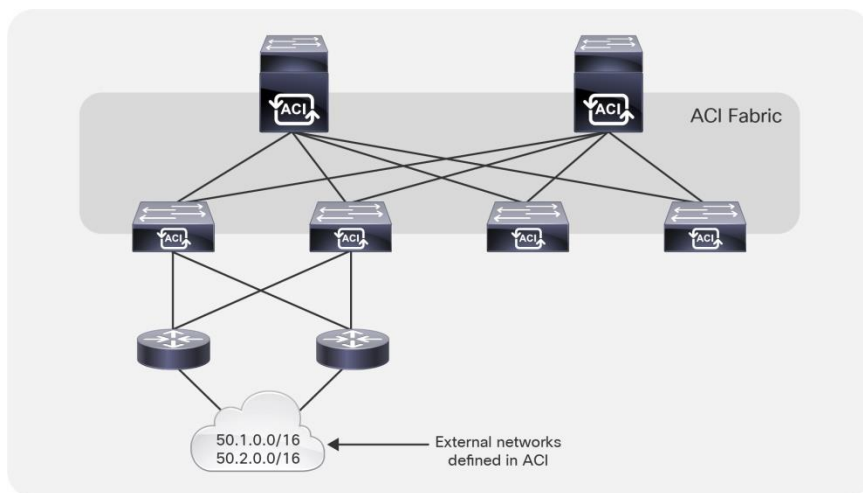 ACI
ACI
ACI Fabric
ACI
ACI
ACI
ACI
50.1.0.0/16
50.2.0.0/16
External networks
defined in ACI